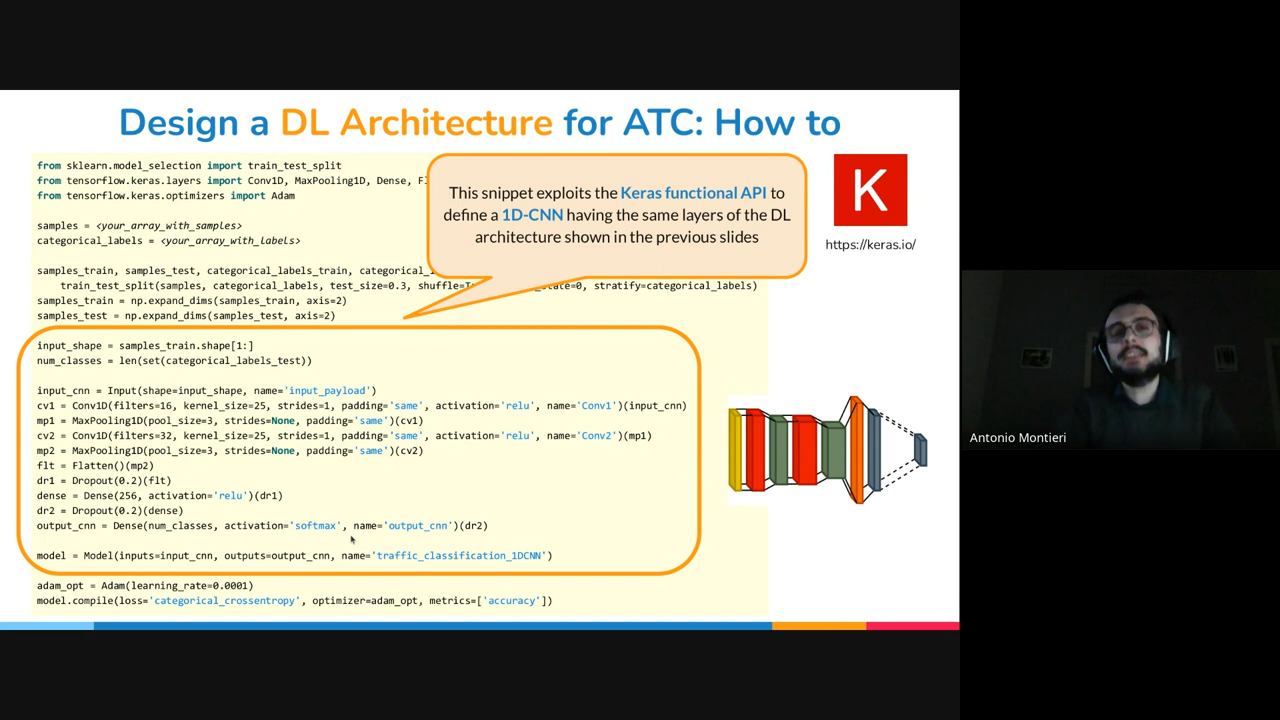 Design a DL Architecture for ATC: How to
from sklearn.model_selection import train_test_split
from tensorflow.keras.layers import Conv1D, MaxPooling1D, Dense,
from tensorflow.keras.optimizers import Adam
samples = <your_array_with_samples>
categorical_labels = <your_array_with_labels>
samples_train, samples_test, categorical_labels_train,
train_test_split(samples, categorical_labels, test_size=0.3, stratify=categorical_labels)
samples_train = np.expand_dims(samples_train, axis=2)
samples_test = np.expand_dims(samples_test, axis=2)
This snippet exploits the Keras functional API to
define a 1D-CNN having the same layers of the DL
architecture shown in the previous slides
K
https://keras.io/
input_shape = samples_train.shape[1:]
num_classes = len(set(categorical_labels_test))
input_cnn = Input(shape=input_shape, name='input_payload')
cv1 = Conv1D(filters=16, kernel_size=25, strides=1, padding='same', activation='relu', name='Conv1')(input_cnn)
mp1 = MaxPooling1D(pool_size=3, strides=None, padding='same')(cv1)
cv2 = Conv1D(filters=32, kernel_size=25, strides=1, padding='same', activation='relu', name='Conv2')(mp1)
mp2 = MaxPooling1D(pool_size=3, strides=None, padding='same')(cv2)
flt = Flatten()(mp2)
dr1 = Dropout(0.2)(flt)
dense = Dense(256, activation='relu')(dr1)
dr2 = Dropout(0.2)(dense)
output_cnn = Dense(num_classes, activation='softmax', name='output_cnn')(dr2)
model = Model(inputs=input_cnn, outputs=output_cnn, name='traffic_classification_1DCNN')
adam_opt = Adam(learning_rate=0.0001)
model.compile(loss='categorical_crossentropy', optimizer=adam_opt, metrics=['accuracy'])
Antonio Montieri